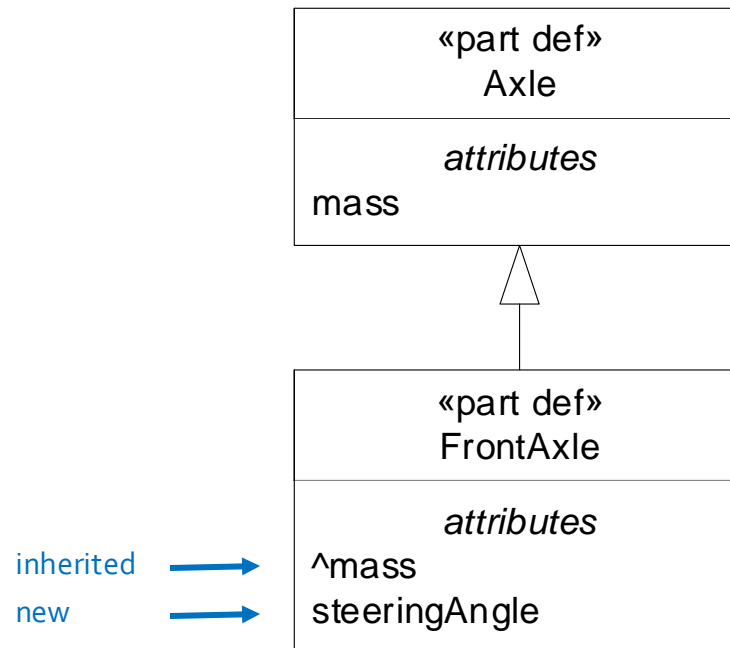 «part def»
Axle
attributes
mass
«part def»
FrontAxle
attributes
inherited
^mass
new
steeringAngle